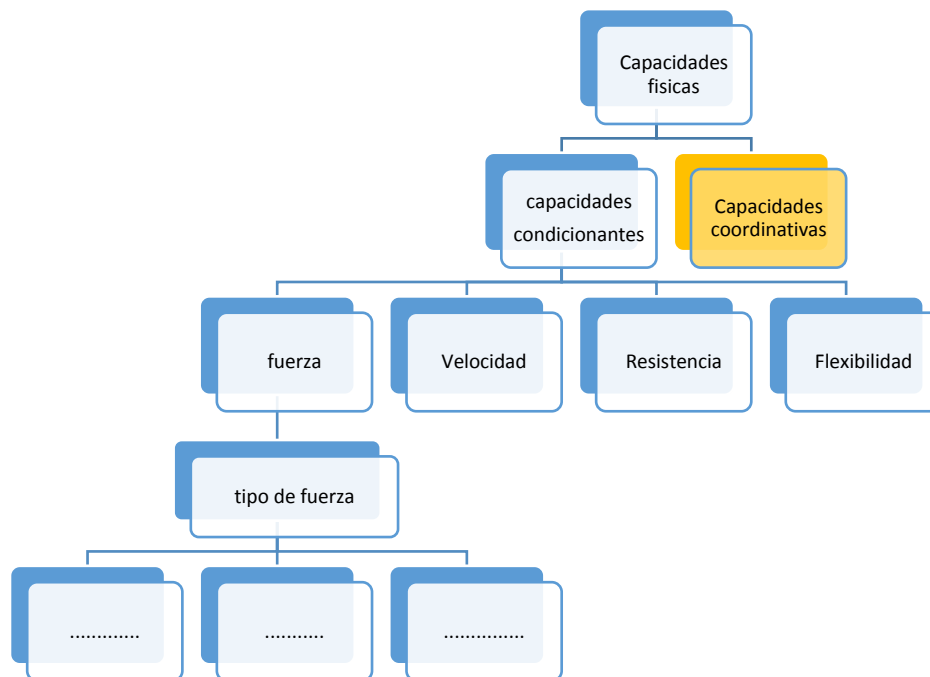 Capacidades
fisicas
capacidades
condicionantes
Capacidades
coordinativas
fuerza
Velocidad
Resistencia
Flexibilidad
tipo de fuerza
.............
...........
...............